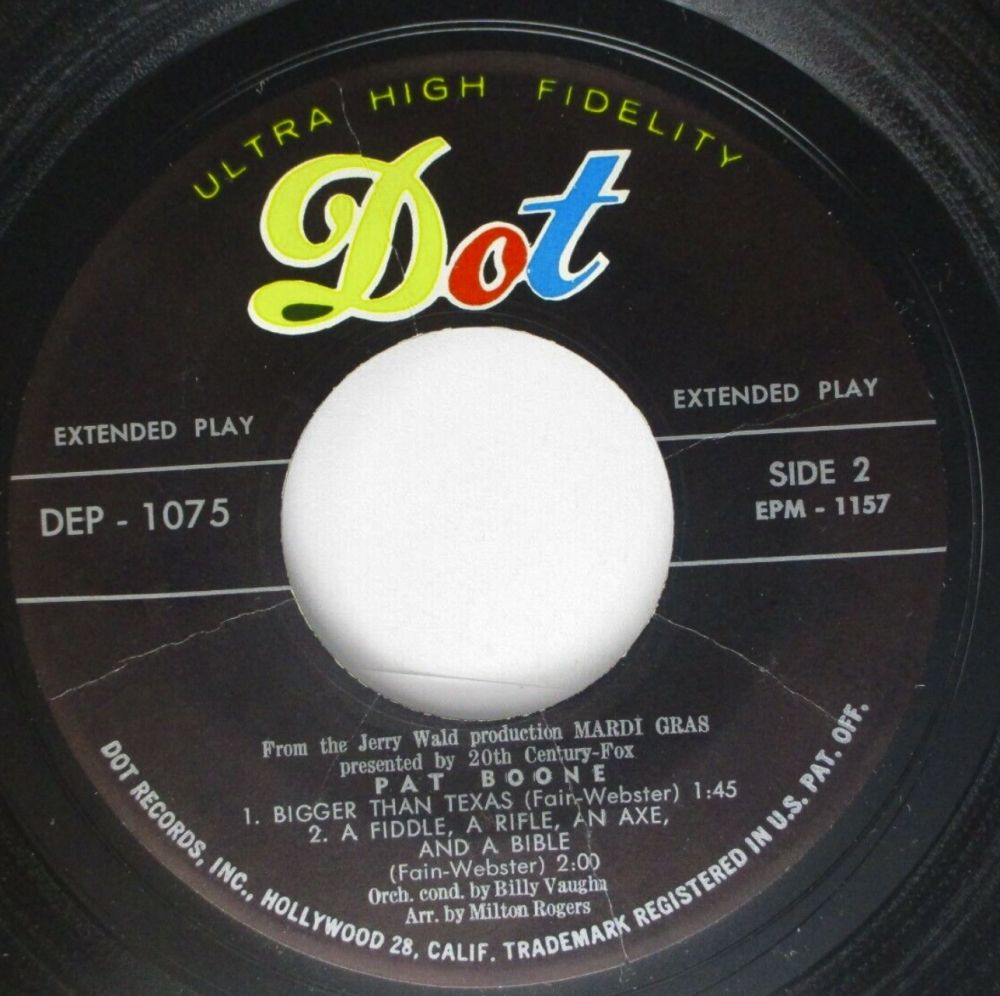 ULTRA HIGH FIDELITY
Dot
EXTENDED PLAY
EXTENDED PLAY
DEP - 1075
SIDE 2
EPM - 1157
From the Jerry Wald production MARDI GRAS
presented by 20th Century-Fox
PAT BOONE
1. BIGGER THAN TEXAS (Fain-Webster) 1:45
2. A FIDDLE, A RIFLE, AN AXE,
AND A BIBLE
(Fain-Webster) 2:00
Orch. cond. by Billy Vaughn
Arr. by Milton Rogers
DOT RECORDS, INC., HOLLYWOOD 28, CALIF. TRADEMARK REGISTERED IN U.S. PAT. OFF.